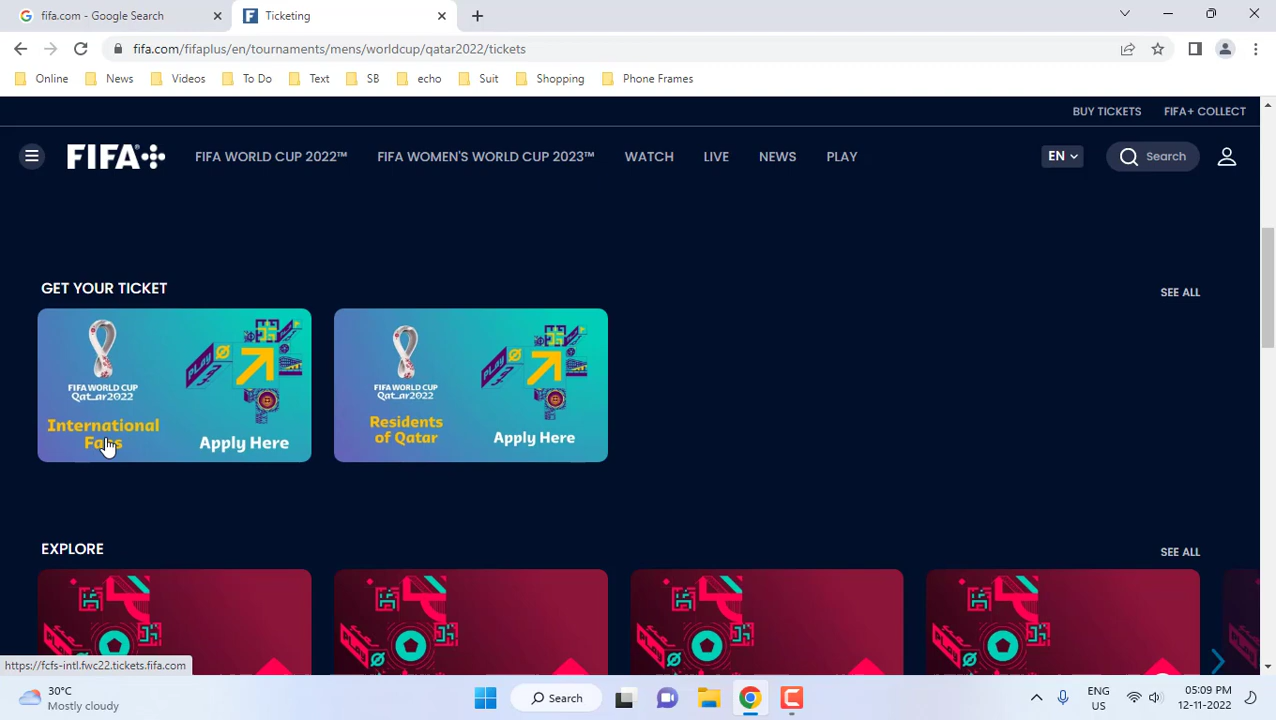 fifa.com - Google Search
Ticketing
fifa.com/fifaplus/en/tournaments/mens/worldcup/qatar2022/tickets
Online News Videos To Do Text SB echo Suit Shopping Phone Frames
BUY TICKETS FIFA+ COLLECT
FIFA FIFA WORLD CUP 2022™ FIFA WOMEN'S WORLD CUP 2023™ WATCH LIVE NEWS PLAY EN Search
GET YOUR TICKET
SEE ALL
PLAY
FIFA WORLD CUP
Qatar2022
International
Fans
Apply Here
PLAY
FIFA WORLD CUP
Qatar2022
Residents
of Qatar
Apply Here
EXPLORE
SEE ALL
https://fcfs-intl.fwc22.tickets.fifa.com
30°C
Mostly cloudy
Search
ENG
US
05:09 PM
12-11-2022